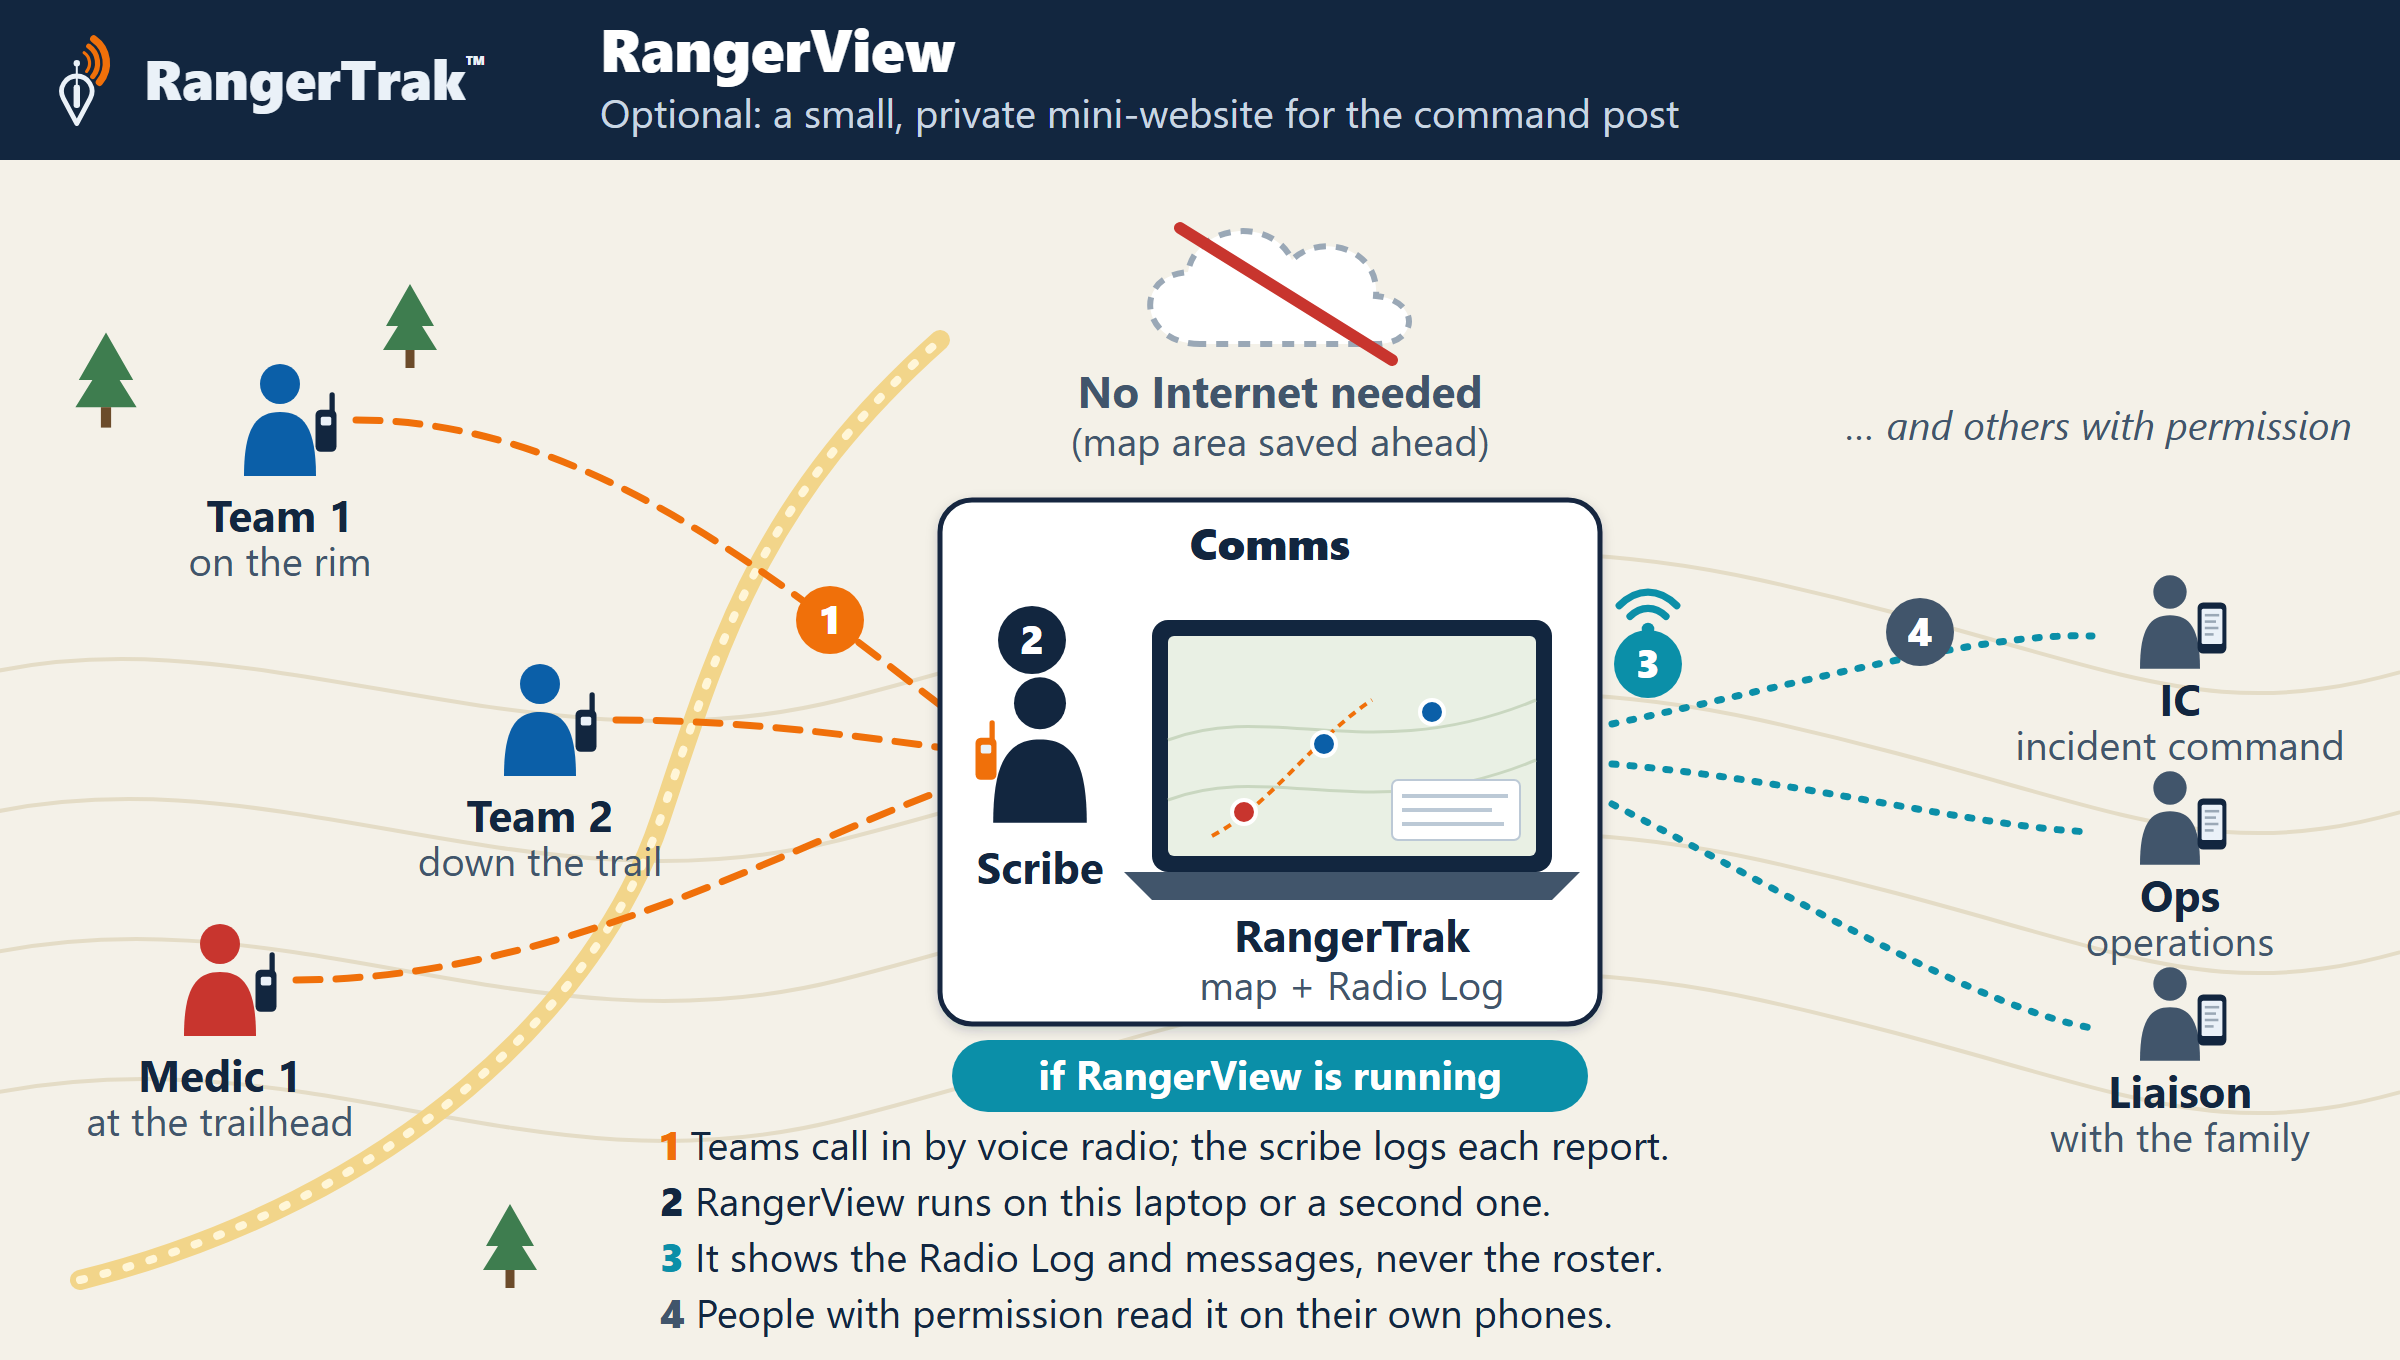 RangerTrak™
RangerView
Optional: a small, private mini-website for the command post
No Internet needed
(map area saved ahead)
... and others with permission
Team 1
on the rim
Comms
1
2
3
4
IC
incident command
Team 2
down the trail
Scribe
Ops
operations
RangerTrak
map + Radio Log
Medic 1
at the trailhead
Liaison
with the family
if RangerView is running
1 Teams call in by voice radio; the scribe logs each report.
2 RangerView runs on this laptop or a second one.
3 It shows the Radio Log and messages, never the roster.
4 People with permission read it on their own phones.